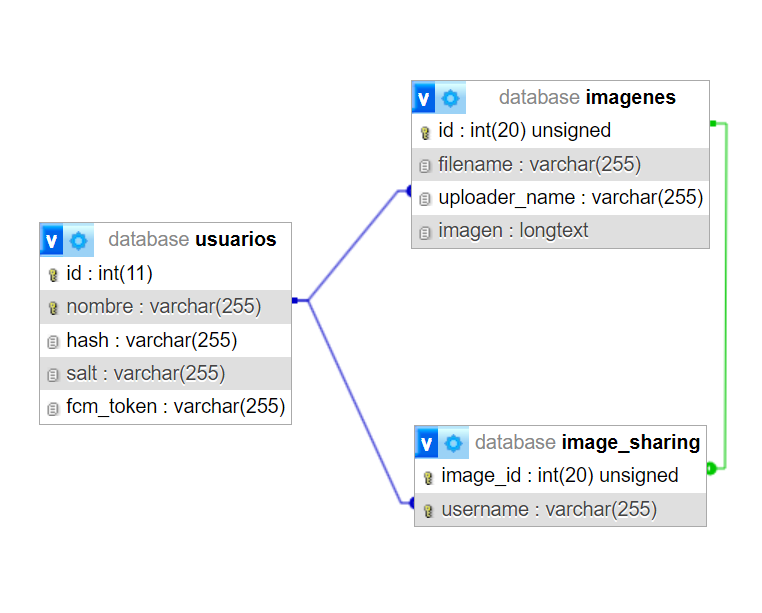 v database usuarios
id : int(11)
nombre : varchar(255)
hash : varchar(255)
salt : varchar(255)
fcm_token : varchar(255)
v database imagenes
id : int(20) unsigned
filename : varchar(255)
uploader_name : varchar(255)
imagen : longtext
v database image_sharing
image_id : int(20) unsigned
username : varchar(255)